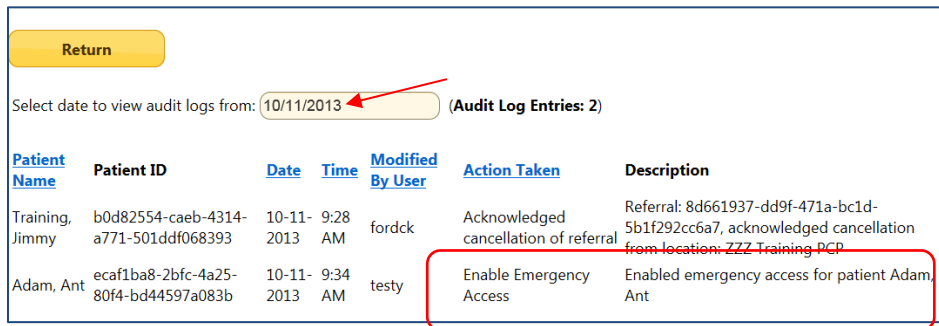 Return
Select date to view audit logs from: 10/11/2013 (Audit Log Entries: 2)
Patient Name Patient ID Date Time Modified By User Action Taken Description
Training, Jimmy b0d82554-caeb-4314-a771-501ddf068393 10-11-2013 9:28 AM fordck Acknowledged cancellation of referral Referral: 8d661937-dd9f-471a-bc1d-5b1f292cc6a7, acknowledged cancellation from location: ZZZ Training PCP
Adam, Ant ecaf1ba8-2bfc-4a25-80f4-bd44597a083b 10-11-2013 9:34 AM testy Enable Emergency Access Enabled emergency access for patient Adam, Ant